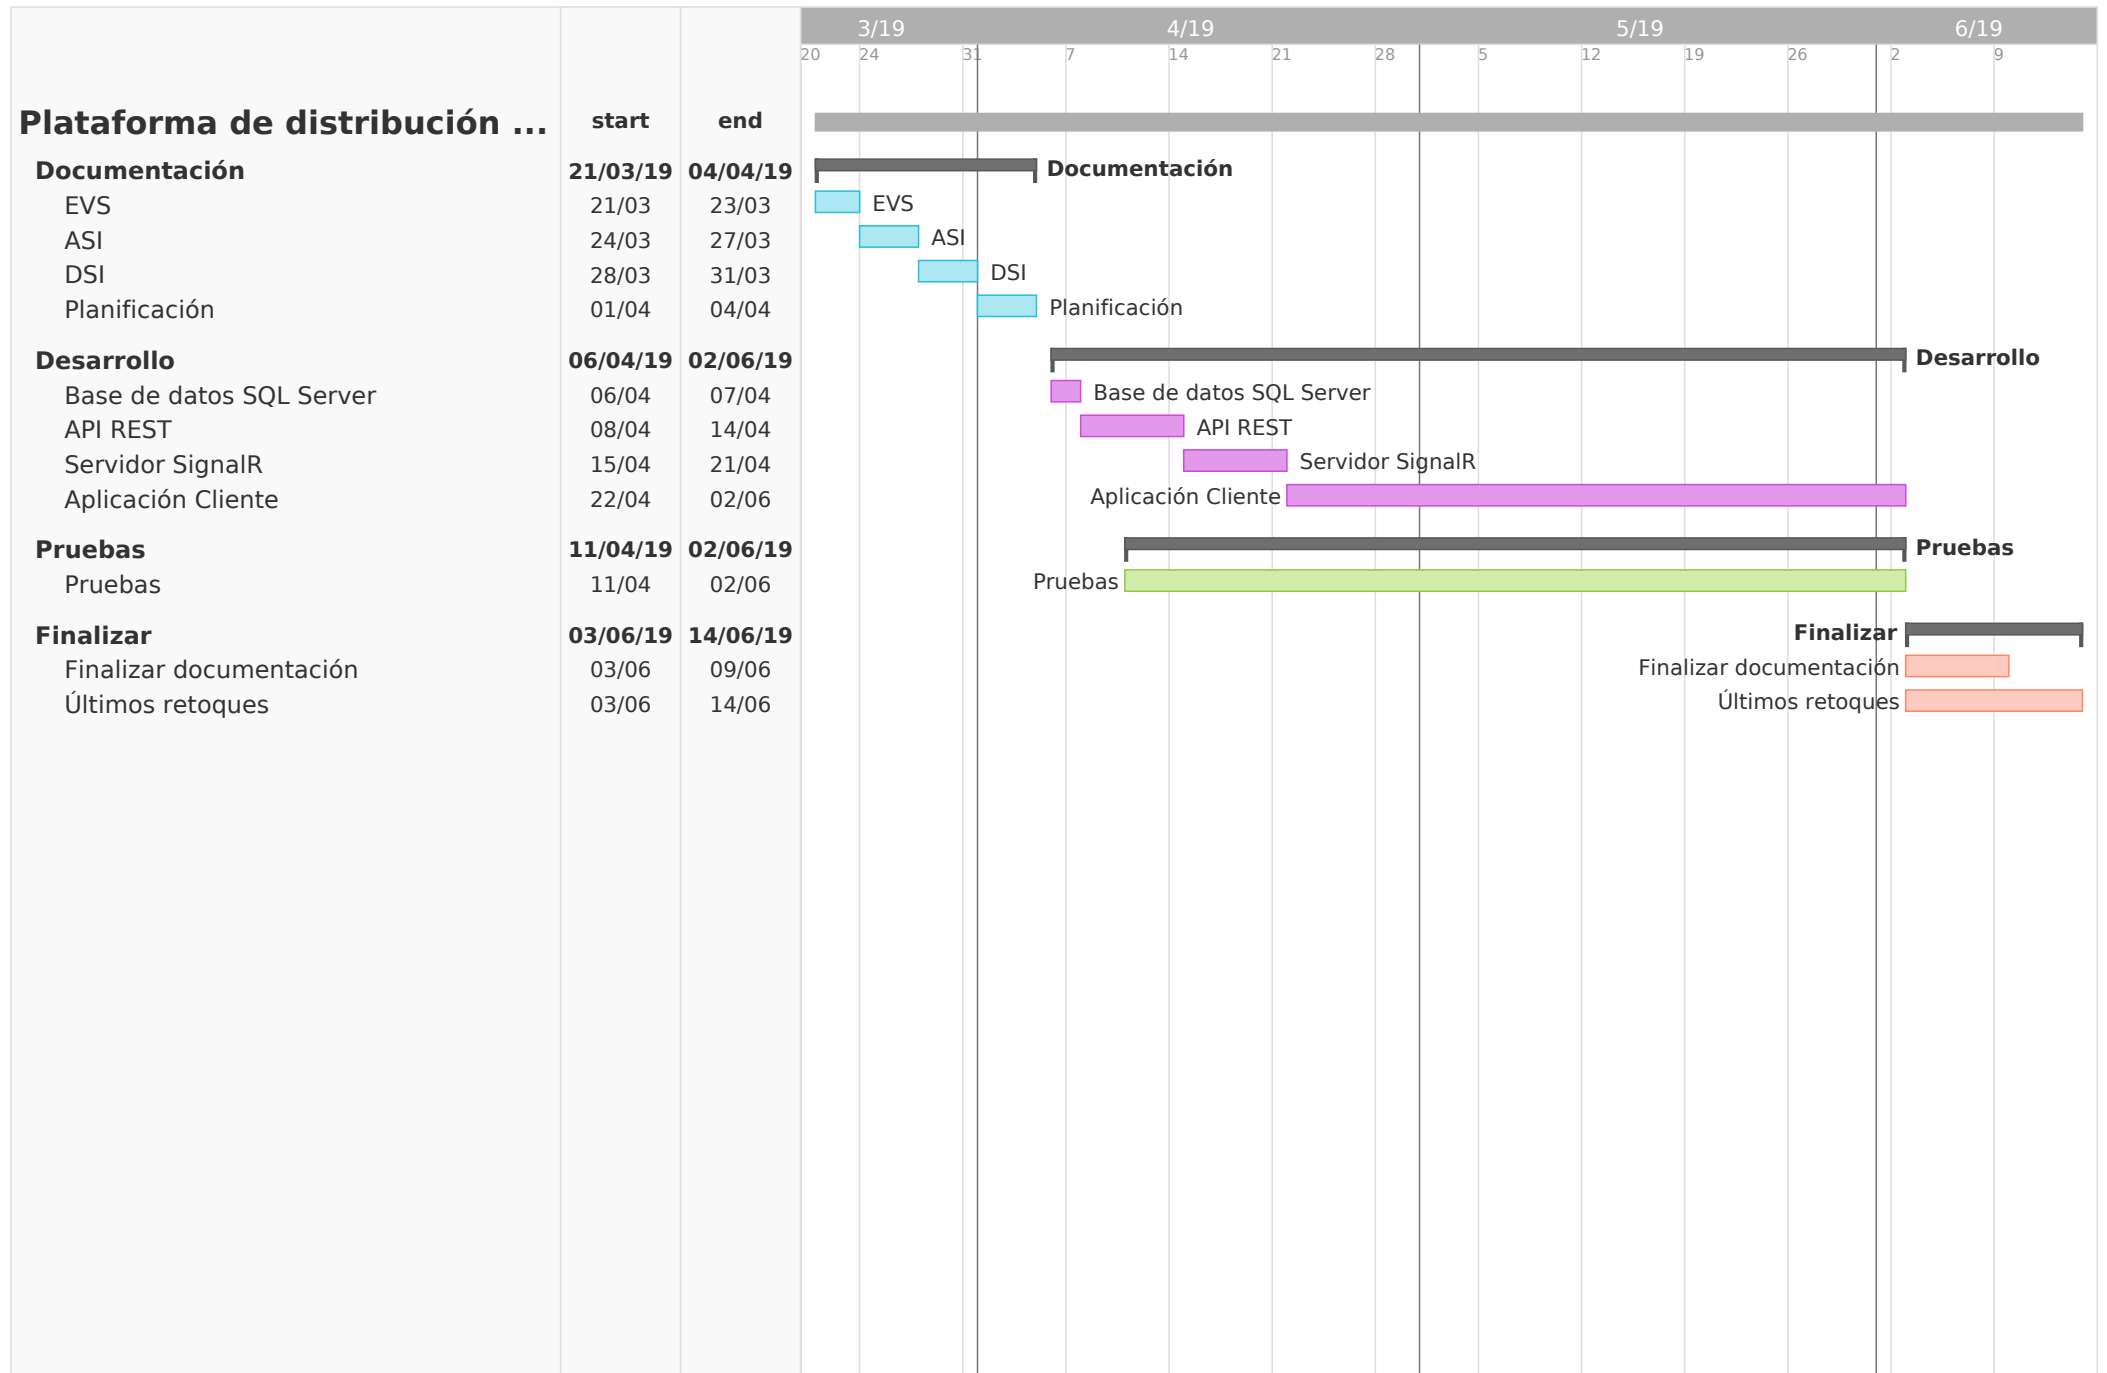 3/19 4/19 5/19 6/19
20 24 31 7 14 21 28 5 12 19 26 2 9
Plataforma de distribución ... start end
Documentación 21/03/19 04/04/19 Documentación
EVS 21/03 23/03 EVS
ASI 24/03 27/03 ASI
DSI 28/03 31/03 DSI
Planificación 01/04 04/04 Planificación
Desarrollo 06/04/19 02/06/19 Desarrollo
Base de datos SQL Server 06/04 07/04 Base de datos SQL Server
API REST 08/04 14/04 API REST
Servidor SignalR 15/04 21/04 Servidor SignalR
Aplicación Cliente 22/04 02/06 Aplicación Cliente
Pruebas 11/04/19 02/06/19 Pruebas
Pruebas 11/04 02/06 Pruebas
Finalizar 03/06/19 14/06/19 Finalizar
Finalizar documentación 03/06 09/06 Finalizar documentación
Últimos retoques 03/06 14/06 Últimos retoques